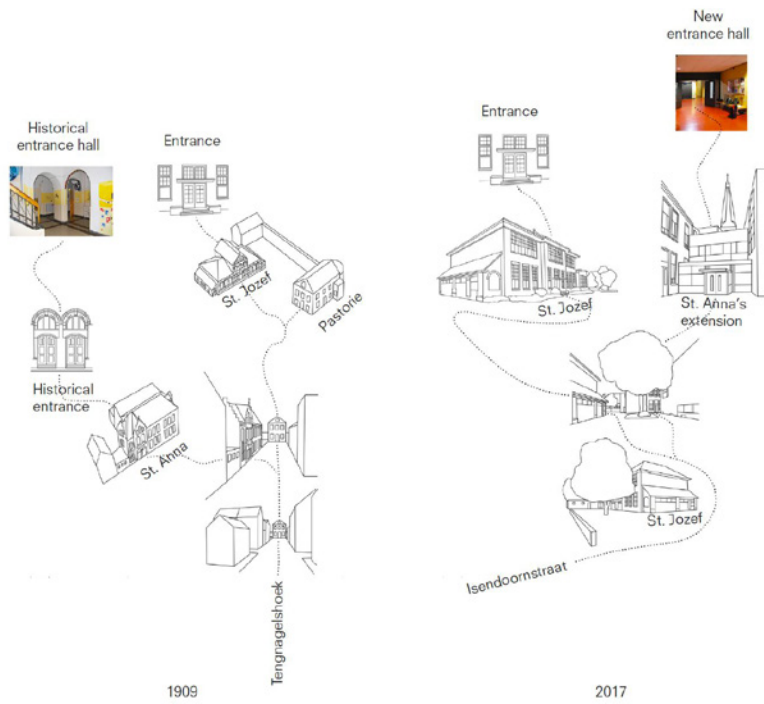 Historical
entrance hall
Entrance
St. Jozef
Pastorie
Historical
entrance
St. Anna
Tengnagelshoek
1909
New
entrance hall
Entrance
St. Jozef
St. Anna's
extension
St. Jozef
Isendoornstraat
2017